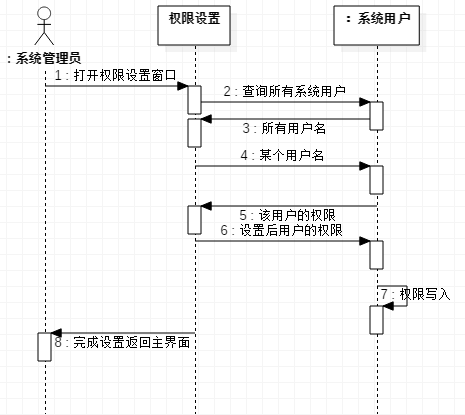 权限设置
: 系统用户
: 系统管理员
1 : 打开权限设置窗口
2 : 查询所有系统用户
3 : 所有用户名
4 : 某个用户名
5 : 该用户的权限
6 : 设置后用户的权限
7 : 权限写入
8 : 完成设置返回主界面